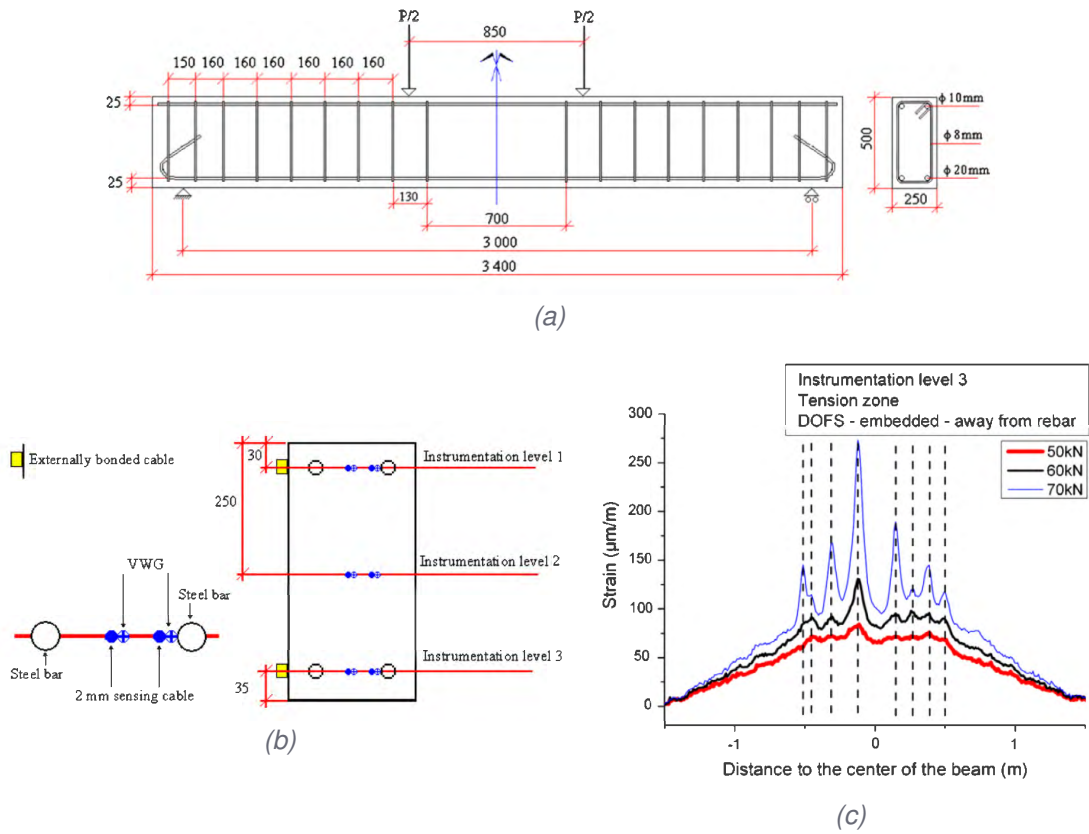 P/2
P/2
850
150 160 160 160 160 160 160
25
25
130
700
3 000
3 400
500
250
ϕ 10mm
ϕ 8mm
ϕ 20mm
(a)
Externally bonded cable
VWG
Steel bar
Steel bar
2 mm sensing cable
30
250
35
Instrumentation level 1
Instrumentation level 2
Instrumentation level 3
(b)
Instrumentation level 3
Tension zone
DOFS - embedded - away from rebar
50kN
60kN
70kN
300
250
200
150
100
50
0
Strain (µm/m)
-1 0 1
Distance to the center of the beam (m)
(c)